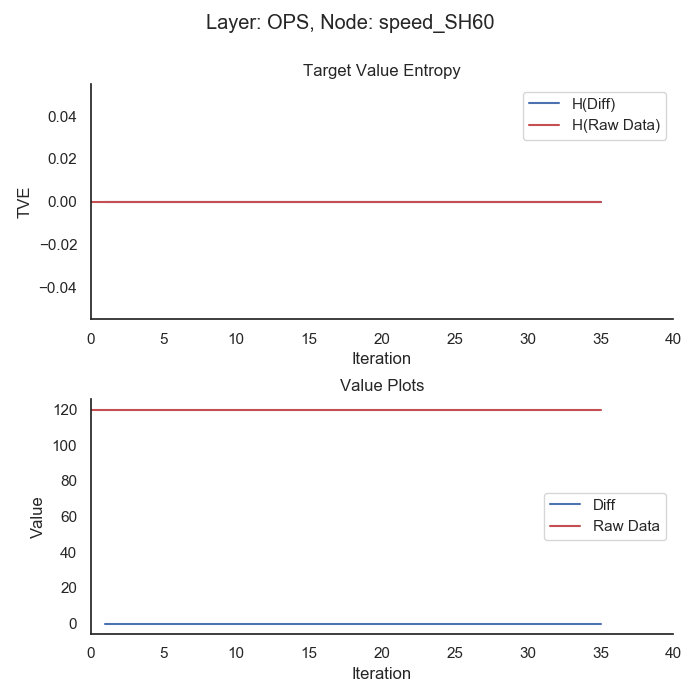 Layer: OPS, Node: speed_SH60
Target Value Entropy
H(Diff)
H(Raw Data)
0.04
0.02
0.00
−0.02
−0.04
TVE
0 5 10 15 20 25 30 35 40
Iteration
Value Plots
120
100
80
60
40
20
0
Value
Diff
Raw Data
0 5 10 15 20 25 30 35 40
Iteration